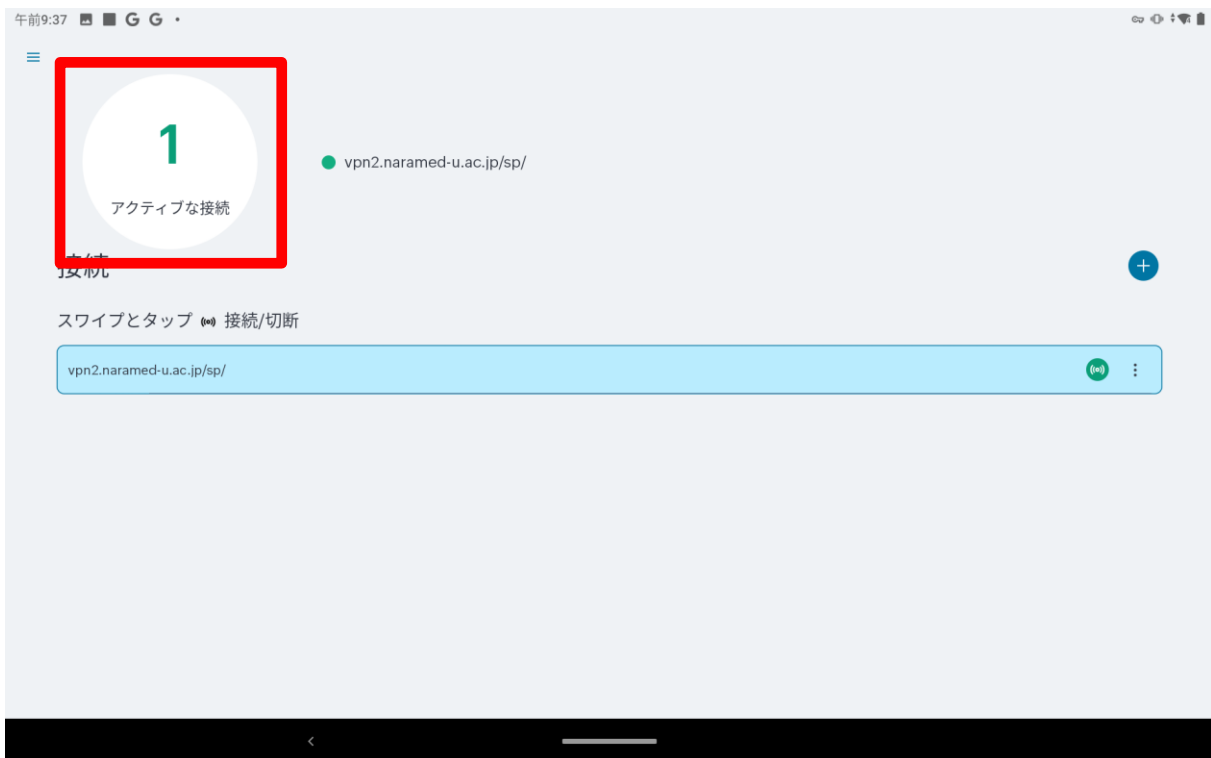 午前9:37 G G
1
アクティブな接続
vpn2.naramed-u.ac.jp/sp/
接続
スワイプとタップ 接続/切断
vpn2.naramed-u.ac.jp/sp/